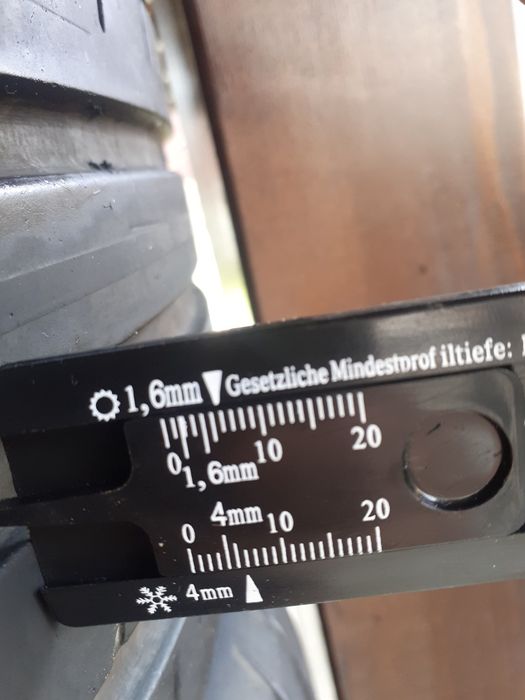 1,6mm Gesetzliche Mindestprof iltiefe:
0 10 20
1,6mm
4mm
0 10 20
4mm